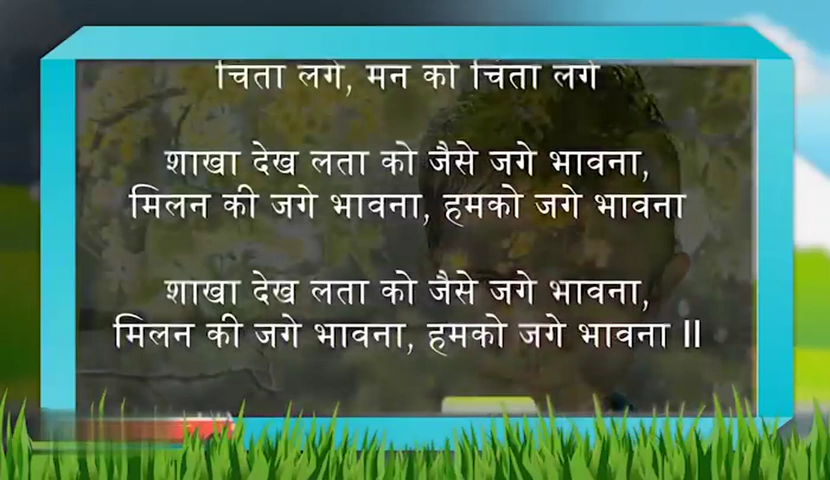 चिंता लगे, मन को चिंता लगे
शाखा देख लता को जैसे जगे भावना,
मिलन की जगे भावना, हमको जगे भावना
शाखा देख लता को जैसे जगे भावना,
मिलन की जगे भावना, हमको जगे भावना ॥